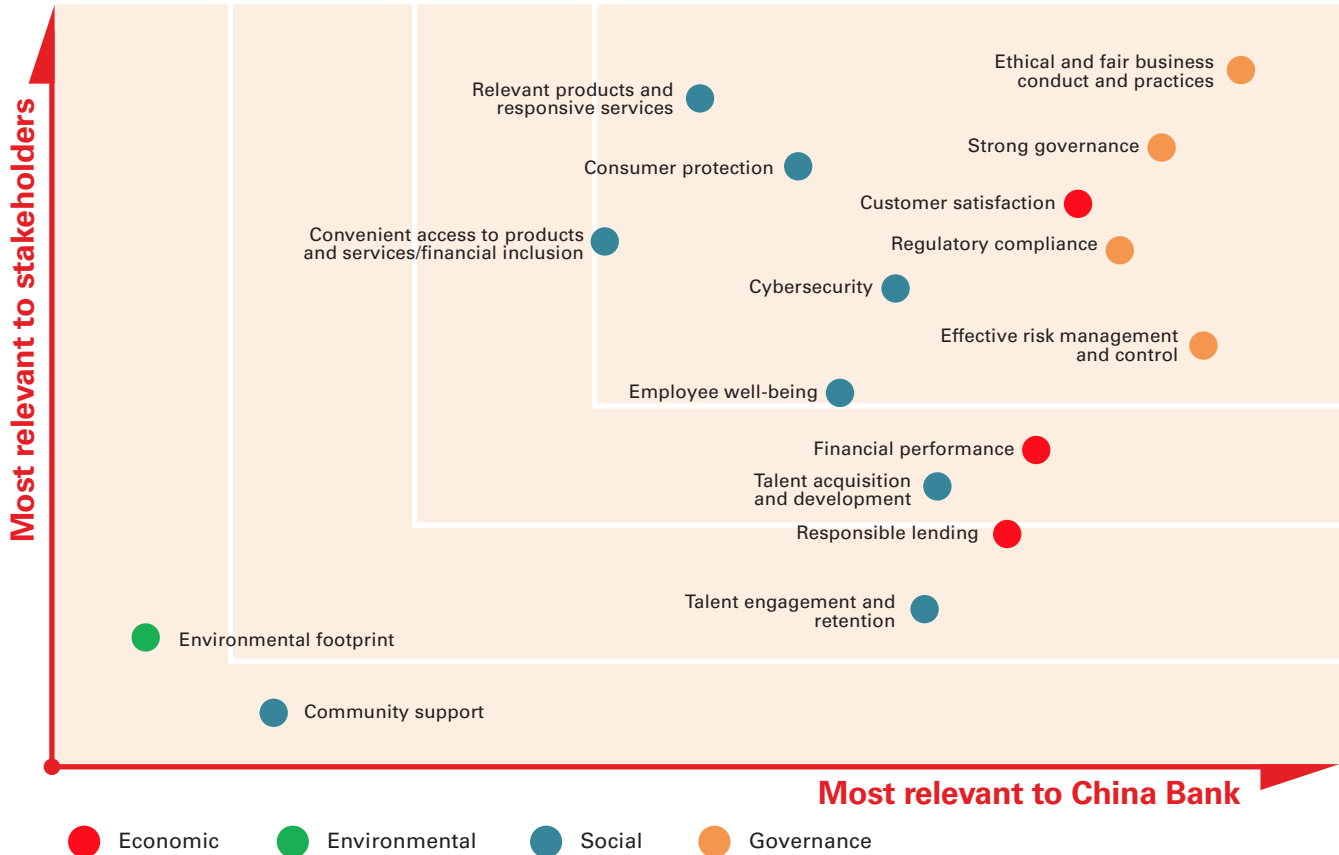 Most relevant to stakeholders
Ethical and fair business
conduct and practices
Relevant products and
responsive services
Strong governance
Consumer protection
Customer satisfaction
Convenient access to products
and services/financial inclusion
Regulatory compliance
Cybersecurity
Effective risk management
and control
Employee well-being
Financial performance
Talent acquisition
and development
Responsible lending
Talent engagement and
retention
Environmental footprint
Community support
Most relevant to China Bank
Economic
Environmental
Social
Governance